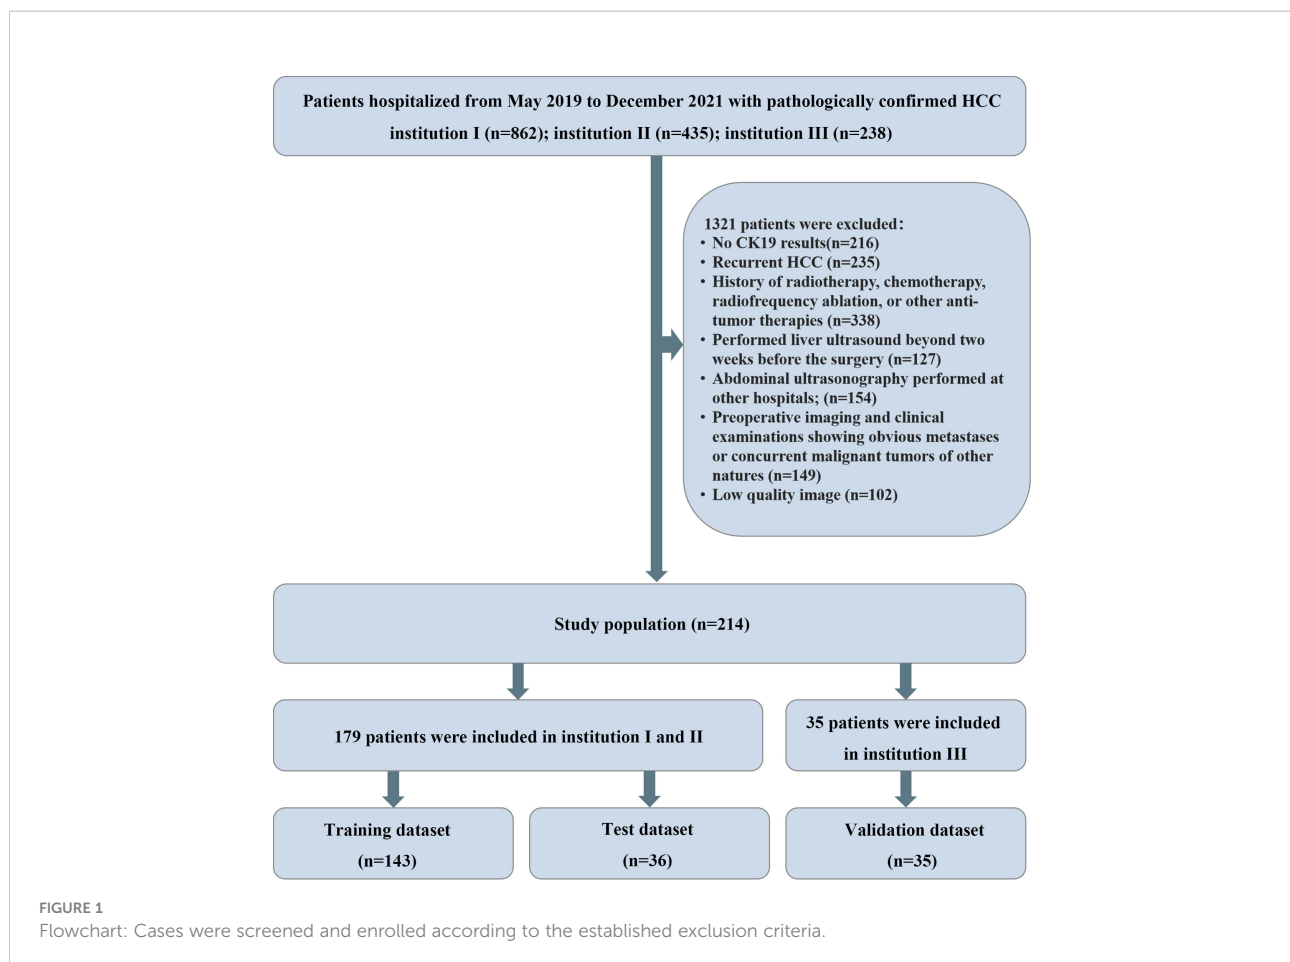 Patients hospitalized from May 2019 to December 2021 with pathologically confirmed HCC
institution I (n=862); institution II (n=435); institution III (n=238)
1321 patients were excluded:
• No CK19 results(n=216)
• Recurrent HCC (n=235)
• History of radiotherapy, chemotherapy,
radiofrequency ablation, or other anti-
tumor therapies (n=338)
• Performed liver ultrasound beyond two
weeks before the surgery (n=127)
• Abdominal ultrasonography performed at
other hospitals; (n=154)
• Preoperative imaging and clinical
examinations showing obvious metastases
or concurrent malignant tumors of other
natures (n=149)
• Low quality image (n=102)
Study population (n=214)
179 patients were included in institution I and II
35 patients were included
in institution III
Training dataset
(n=143)
Test dataset
(n=36)
Validation dataset
(n=35)
FIGURE 1
Flowchart: Cases were screened and enrolled according to the established exclusion criteria.